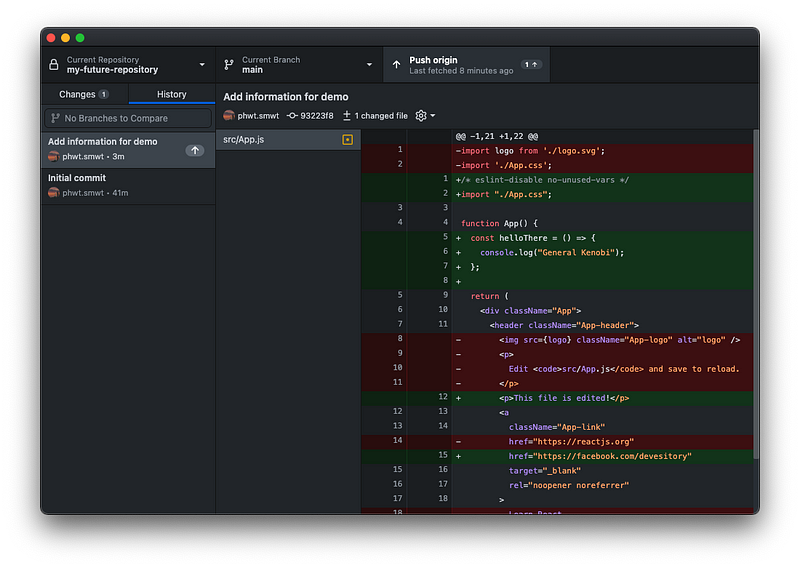 Current Repository
my-future-repository
Current Branch
main
Push origin
Last fetched 8 minutes ago
1
Changes 1
History
No Branches to Compare
Add information for demo
phwt.smwt • 3m
Initial commit
phwt.smwt • 41m
Add information for demo
phwt.smwt 93223f8 1 changed file
src/App.js
@@ -1,21 +1,22 @@
1 -import logo from './logo.svg';
2 -import './App.css';
1 +/* eslint-disable no-unused-vars */
2 +import "./App.css";
3 3
4 4 function App() {
5 + const helloThere = () => {
6 + console.log("General Kenobi");
7 + };
8 +
5 9 return (
6 10 <div className="App">
7 11 <header className="App-header">
8 - <img src={logo} className="App-logo" alt="logo" />
9 - <p>
10 - Edit <code>src/App.js</code> and save to reload.
11 - </p>
12 + <p>This file is edited!</p>
12 13 <a
13 14 className="App-link"
14 - href="https://reactjs.org"
15 + href="https://facebook.com/devesitory"
15 16 target="_blank"
16 17 rel="noopener noreferrer"
17 18 >
18 - Learn React